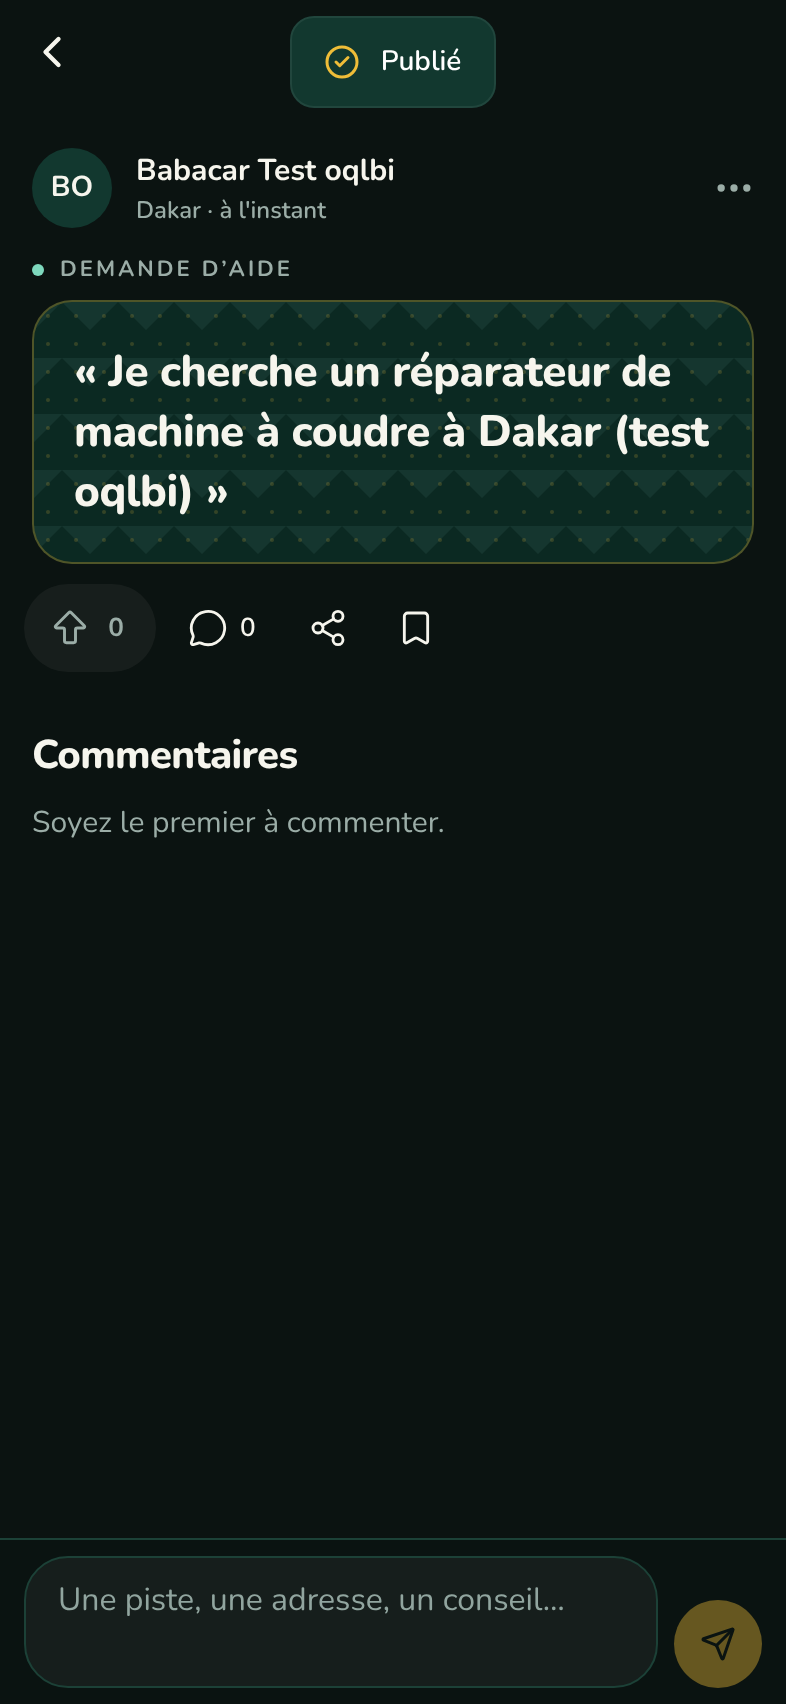 Publié
BO
Babacar Test oqlbi
Dakar · à l'instant
DEMANDE D’AIDE
« Je cherche un réparateur de
machine à coudre à Dakar (test
oqlbi) »
0
0
Commentaires
Soyez le premier à commenter.
Une piste, une adresse, un conseil...